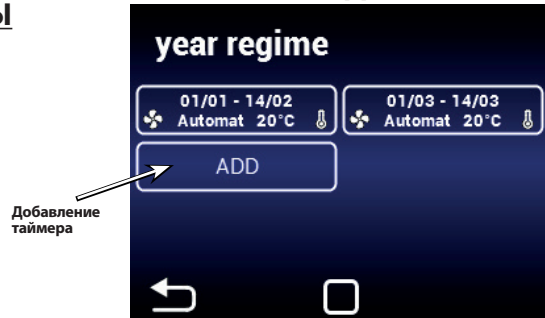 Ы
year regime
01/01 - 14/02
Automat 20°C
01/03 - 14/03
Automat 20°C
ADD
Добавление
таймера